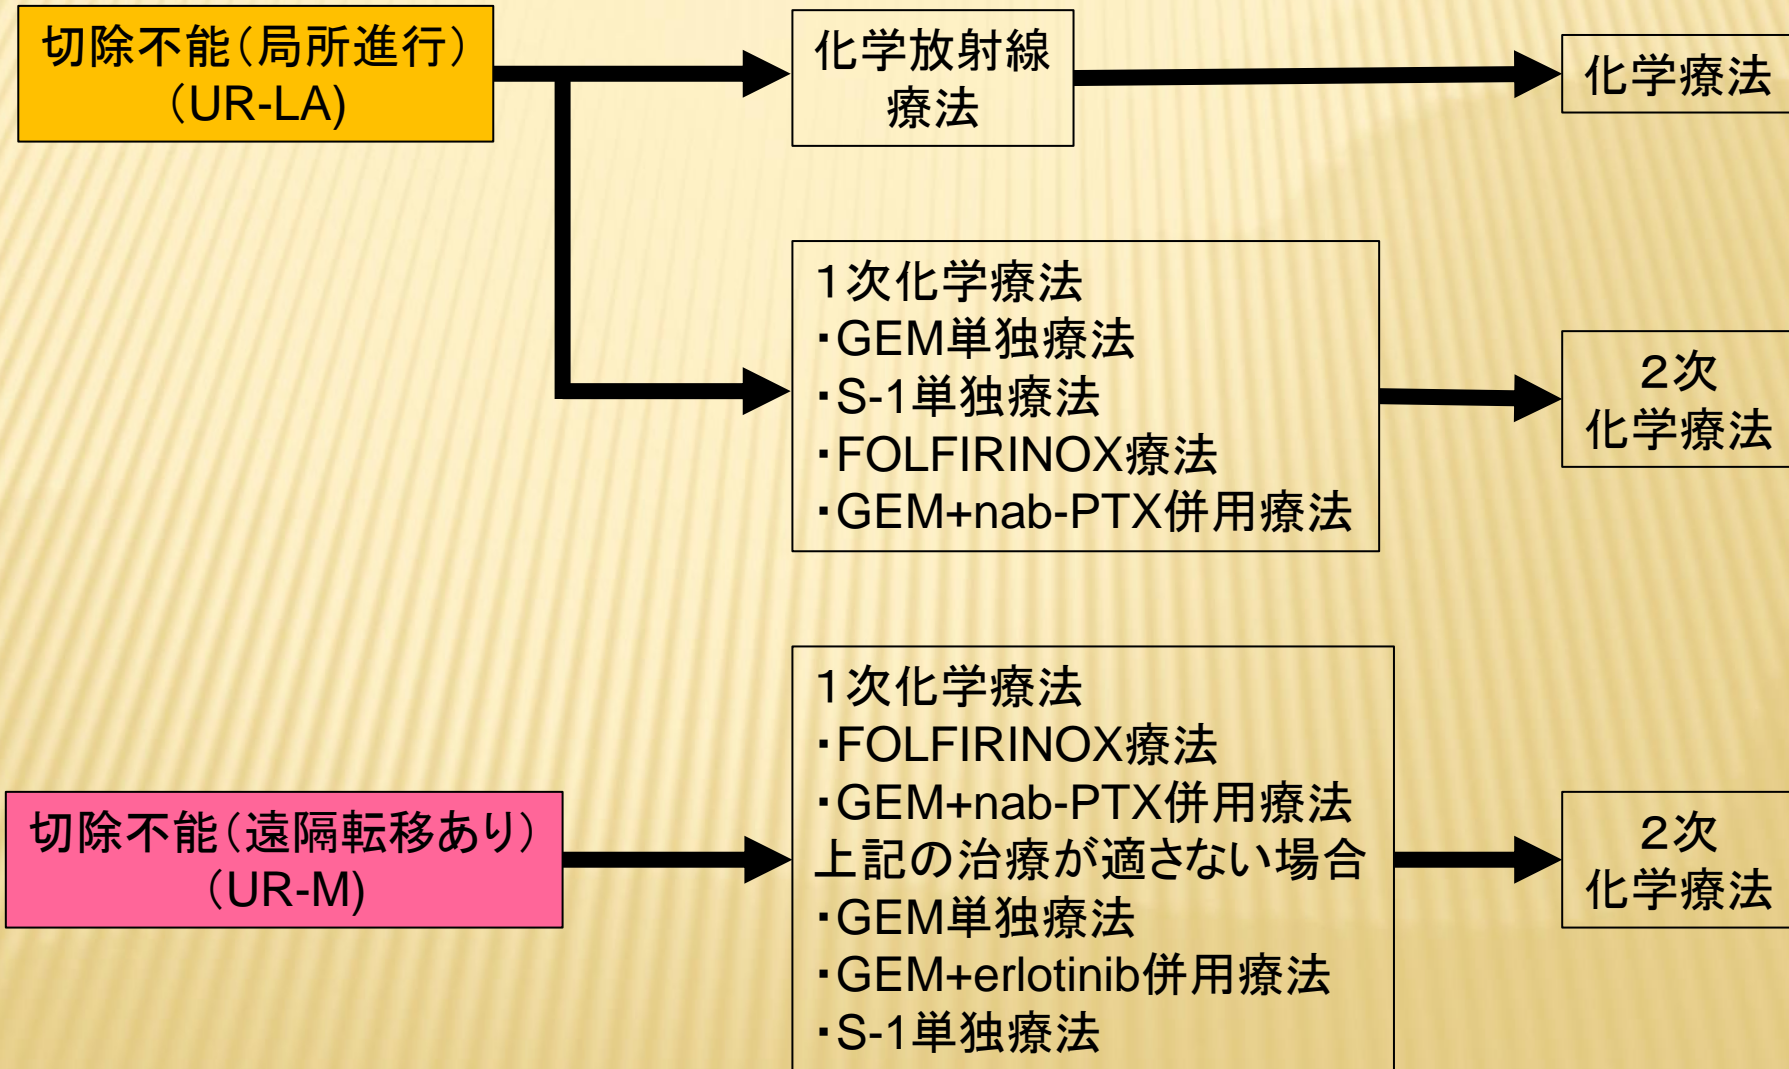 切除不能（局所進行）
（UR-LA)
化学放射線
療法
化学療法
１次化学療法
・GEM単独療法
・S-1単独療法
・FOLFIRINOX療法
・GEM+nab-PTX併用療法
２次
化学療法
切除不能（遠隔転移あり）
（UR-M)
１次化学療法
・FOLFIRINOX療法
・GEM+nab-PTX併用療法
上記の治療が適さない場合
・GEM単独療法
・GEM+erlotinib併用療法
・S-1単独療法
２次
化学療法